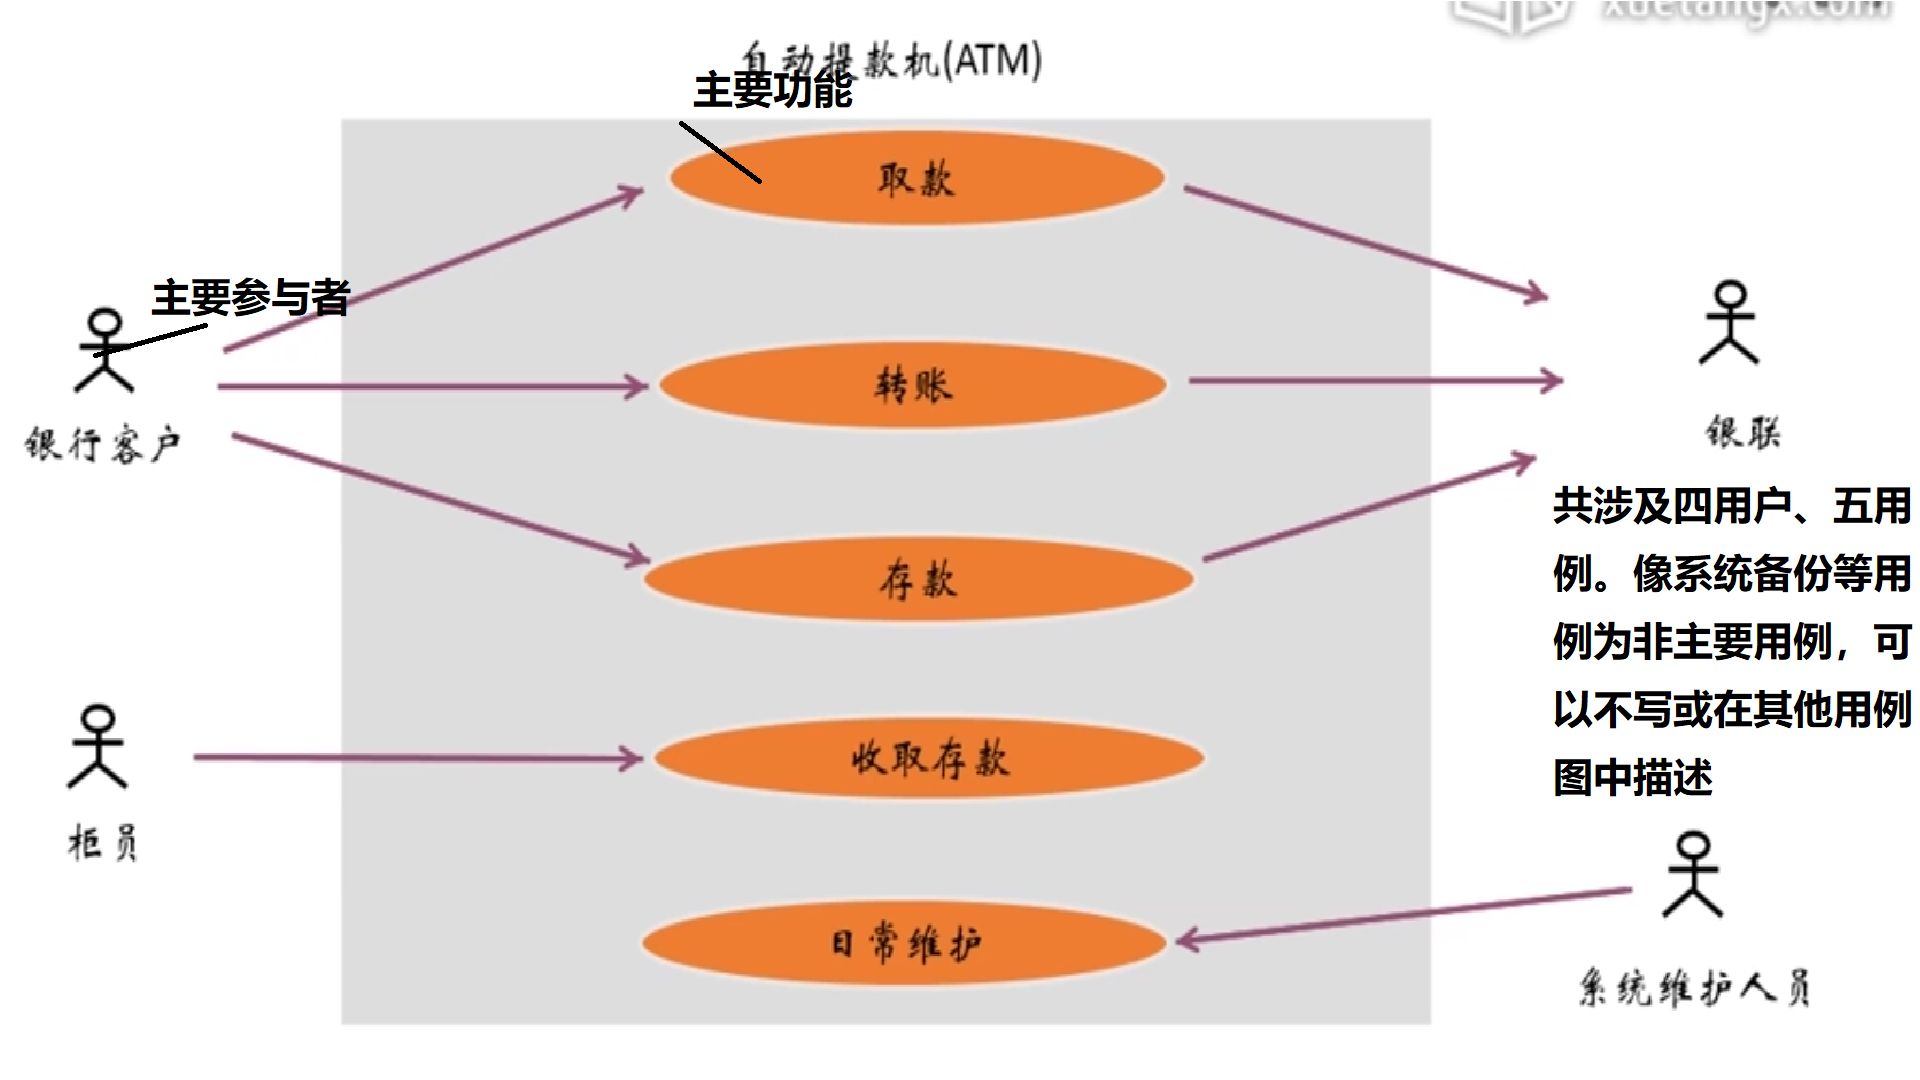 xuetangx.com
自动提款机(ATM)
主要功能
取款
主要参与者
转账
银行客户
银联
共涉及四用户、五用
例。像系统备份等用
例为非主要用例，可
以不写或在其他用例
图中描述
存款
收取存款
柜员
日常维护
系统维护人员